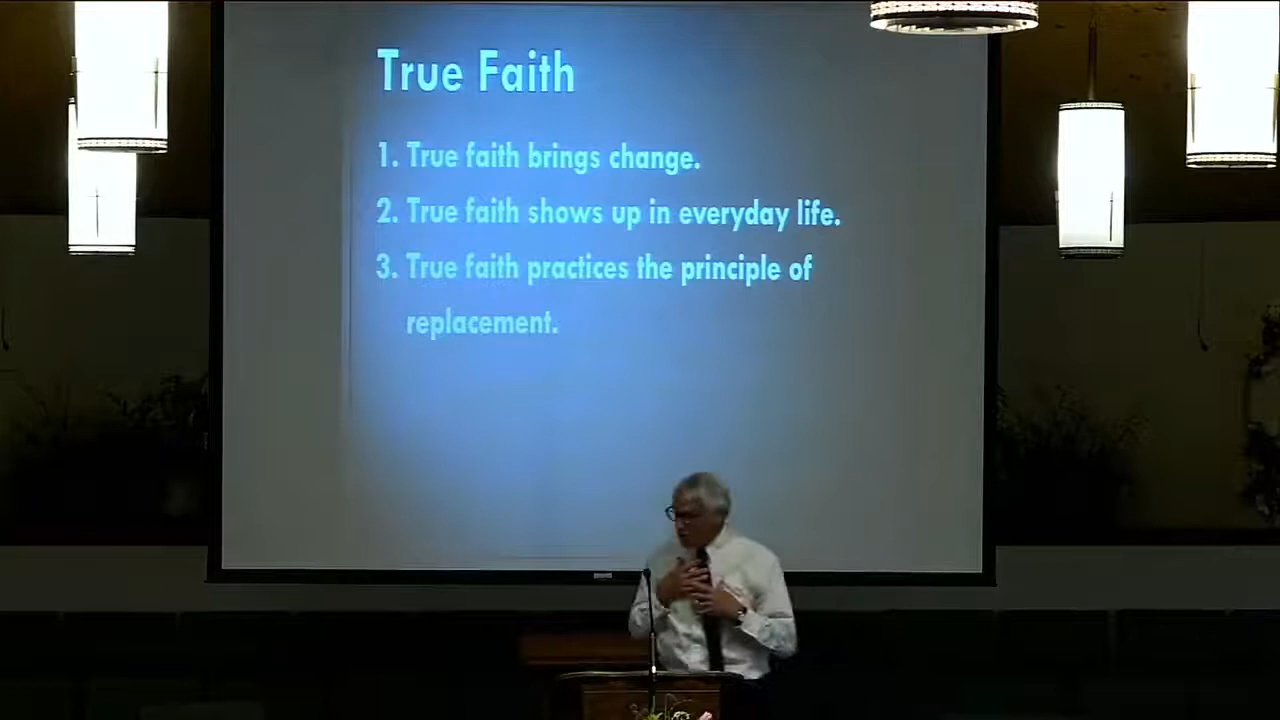 True Faith
1. True faith brings change.
2. True faith shows up in everyday life.
3. True faith practices the principle of
replacement.